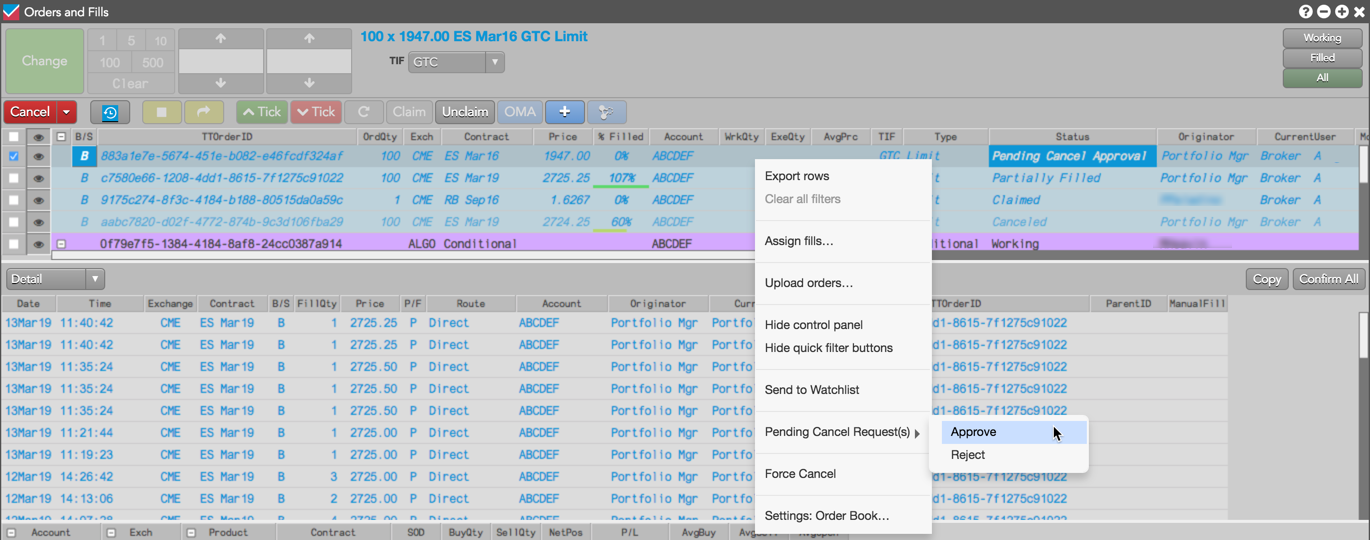 Orders and Fills
100 x 1947.00 ES Mar16 GTC Limit
Change 1 5 10
100 500
Clear
TIF GTC
Working
Filled
All
Cancel Tick Tick Claim Unclaim OMA +
B/S TTOrderID OrdQty Exch Contract Price % Filled Account WrkQty ExeQty AvgPrc TIF Type Status Originator CurrentUser
B 883a1e7e-5674-451e-b082-e46fcdf324af 100 CME ES Mar16 1947.00 0% ABCDEF GTC Limit Pending Cancel Approval Portfolio Mgr Broker A
B c7580e66-1208-4dd1-8615-7f1275c91022 100 CME ES Mar19 2725.25 107% ABCDEF Partially Filled Portfolio Mgr Broker A
B 9175c274-8f3c-4184-b188-80515da0a59c 1 CME RB Sep16 1.6267 0% ABCDEF Claimed Broker A
B aabc7820-d02f-4772-874b-9c3d106fba29 100 CME ES Mar19 2724.25 60% ABCDEF Canceled Portfolio Mgr Broker A
0f79e7f5-1384-4184-8af8-24cc0387a914 ALGO Conditional ABCDEF itional Working
Export rows
Clear all filters
Assign fills...
Upload orders...
Hide control panel
Hide quick filter buttons
Send to Watchlist
Pending Cancel Request(s)
Approve
Reject
Force Cancel
Settings: Order Book...
Detail Copy Confirm All
Date Time Exchange Contract B/S FillQty Price P/F Route Account Originator Curr TTOrderID ParentID ManualFill
13Mar19 11:40:42 CME ES Mar19 B 1 2725.25 P Direct ABCDEF Portfolio Mgr Portfo d1-8615-7f1275c91022
13Mar19 11:40:42 CME ES Mar19 B 1 2725.25 P Direct ABCDEF Portfolio Mgr Portfo d1-8615-7f1275c91022
13Mar19 11:35:24 CME ES Mar19 B 1 2725.50 P Direct ABCDEF Portfolio Mgr Portfo d1-8615-7f1275c91022
13Mar19 11:35:24 CME ES Mar19 B 1 2725.50 P Direct ABCDEF Portfolio Mgr Portfo d1-8615-7f1275c91022
13Mar19 11:35:24 CME ES Mar19 B 1 2725.50 P Direct ABCDEF Portfolio Mgr Portfo d1-8615-7f1275c91022
13Mar19 11:21:44 CME ES Mar19 B 1 2725.00 P Direct ABCDEF Portfolio Mgr Portfo
13Mar19 11:19:23 CME ES Mar19 B 1 2725.00 P Direct ABCDEF Portfolio Mgr Portfo
12Mar19 14:26:42 CME ES Mar19 B 3 2725.00 P Direct ABCDEF Portfolio Mgr Portfo d1-8615-7f1275c91022
12Mar19 14:13:06 CME ES Mar19 B 2 2725.00 P Direct ABCDEF Portfolio Mgr Portfo d1-8615-7f1275c91022
Account Exch Product Contract SOD BuyQty SellQty NetPos P/L AvgBuy